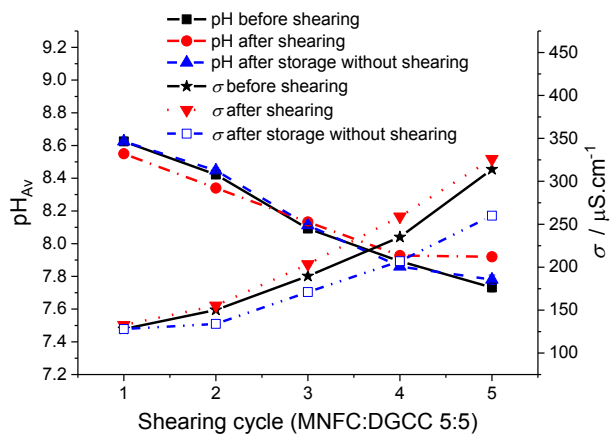 pH before shearing
pH after shearing
pH after storage without shearing
σ before shearing
σ after shearing
σ after storage without shearing
9.2
9.0
8.8
8.6
8.4
8.2
8.0
7.8
7.6
7.4
7.2
pH_Av
450
400
350
300
250
200
150
100
σ / µS.cm⁻¹
1 2 3 4 5
Shearing cycle (MNFC:DGCC 5:5)